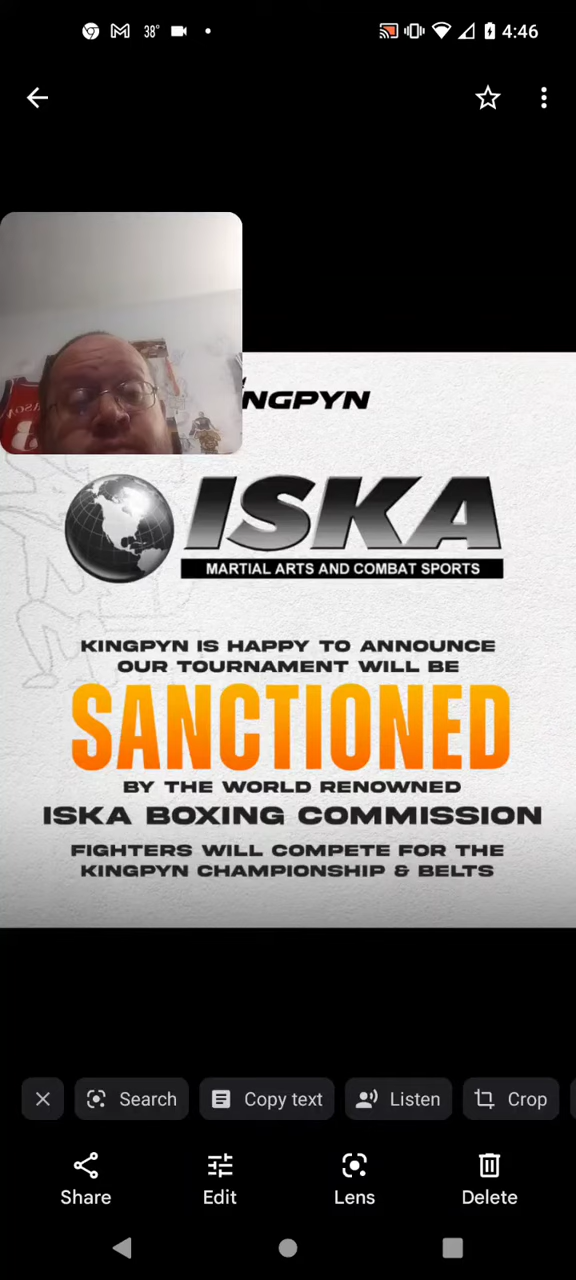 38°
4:46
NGPYN
ISKA
MARTIAL ARTS AND COMBAT SPORTS
KINGPYN IS HAPPY TO ANNOUNCE
OUR TOURNAMENT WILL BE
SANCTIONED
BY THE WORLD RENOWNED
ISKA BOXING COMMISSION
FIGHTERS WILL COMPETE FOR THE
KINGPYN CHAMPIONSHIP & BELTS
Search Copy text Listen Crop
Share Edit Lens Delete